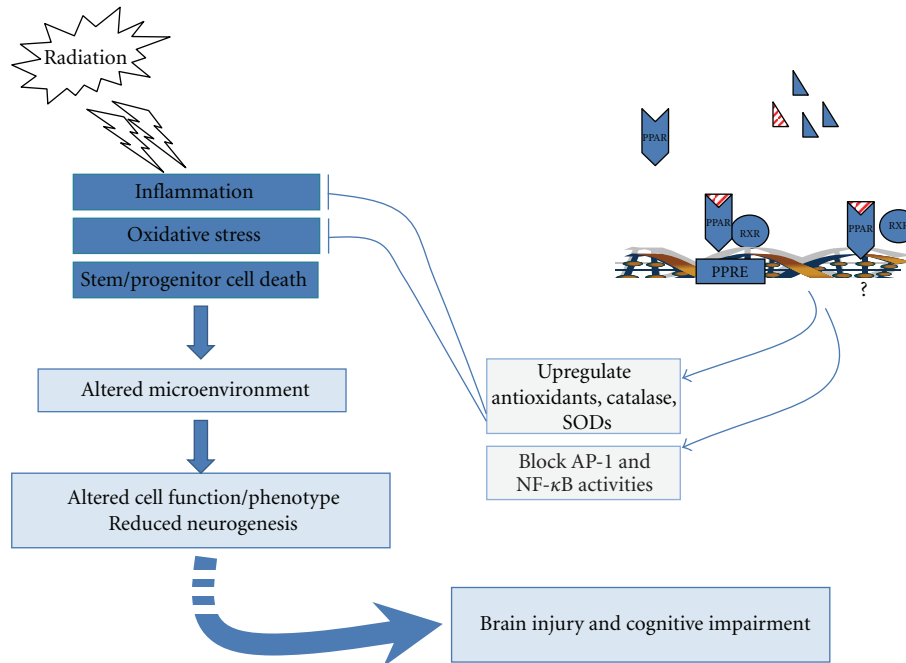 Radiation
Inflammation
Oxidative stress
Stem/progenitor cell death
Altered microenvironment
Altered cell function/phenotype
Reduced neurogenesis
PPAR
PPAR
RXR
PPRE
PPAR
RXR
?
Upregulate
antioxidants, catalase,
SODs
Block AP-1 and
NF-κB activities
Brain injury and cognitive impairment